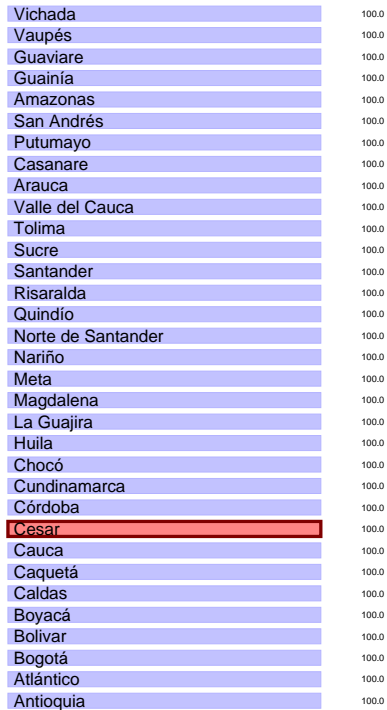 Vichada 100.0
Vaupés 100.0
Guaviare 100.0
Guainía 100.0
Amazonas 100.0
San Andrés 100.0
Putumayo 100.0
Casanare 100.0
Arauca 100.0
Valle del Cauca 100.0
Tolima 100.0
Sucre 100.0
Santander 100.0
Risaralda 100.0
Quindío 100.0
Norte de Santander 100.0
Nariño 100.0
Meta 100.0
Magdalena 100.0
La Guajira 100.0
Huila 100.0
Chocó 100.0
Cundinamarca 100.0
Córdoba 100.0
Cesar 100.0
Cauca 100.0
Caquetá 100.0
Caldas 100.0
Boyacá 100.0
Bolivar 100.0
Bogotá 100.0
Atlántico 100.0
Antioquia 100.0